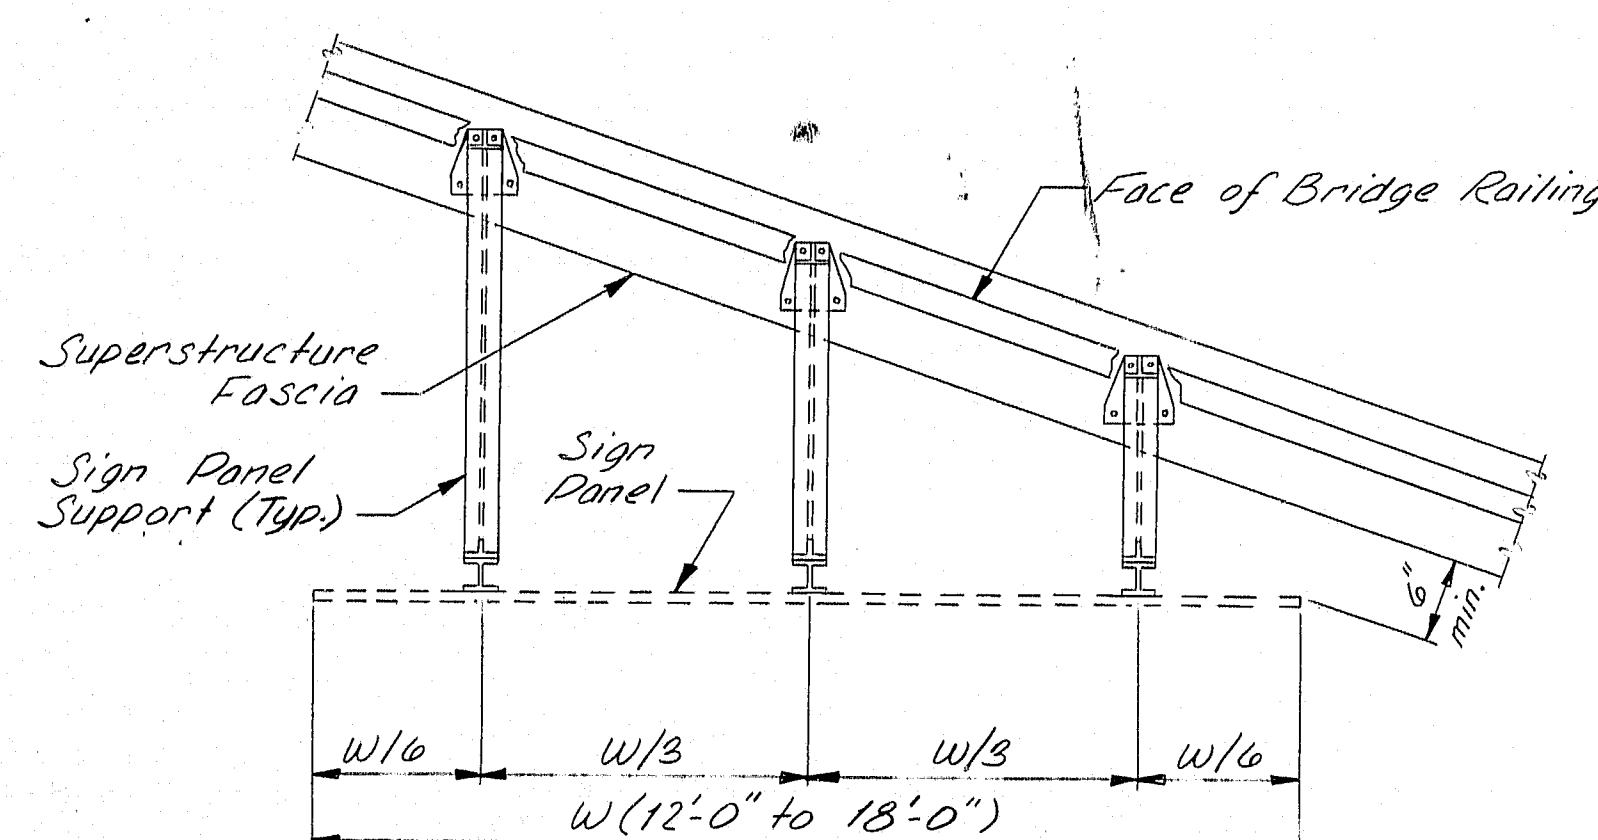 Face of Bridge Railing
Superstructure
Fascia
Sign Panel
Support (Typ.)
Sign
Panel
6"
min.
W/6
W/3
W/3
W/6
W (12'-0" to 18'-0")